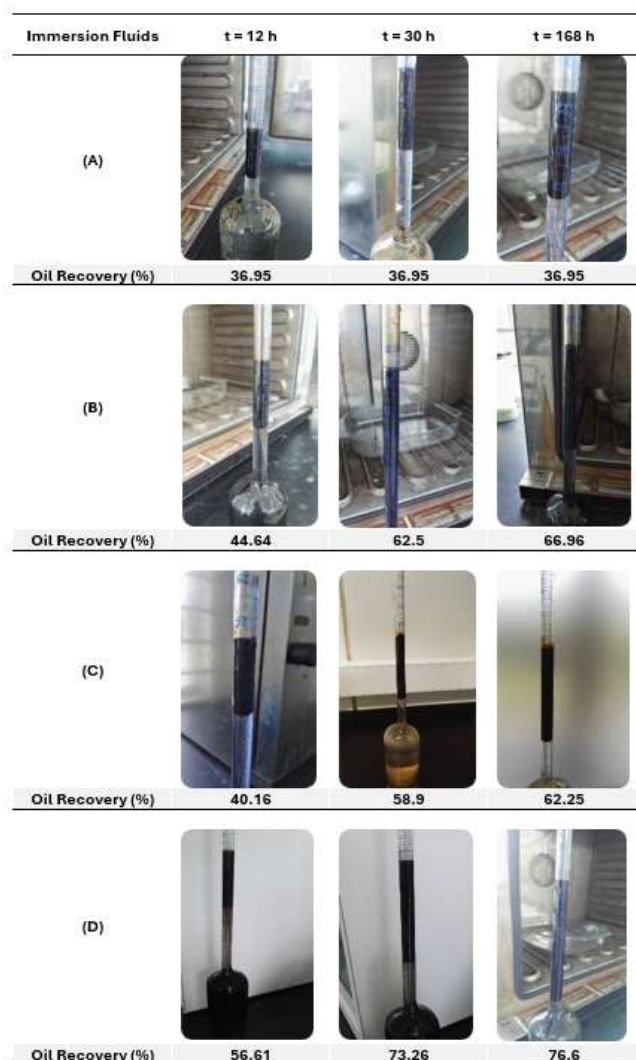 Immersion Fluids t = 12 h t = 30 h t = 168 h
(A)
Oil Recovery (%) 36.95 36.95 36.95
(B)
Oil Recovery (%) 44.64 62.5 66.96
(C)
Oil Recovery (%) 40.16 58.9 62.25
(D)
Oil Recovery (%) 56.61 73.26 76.6